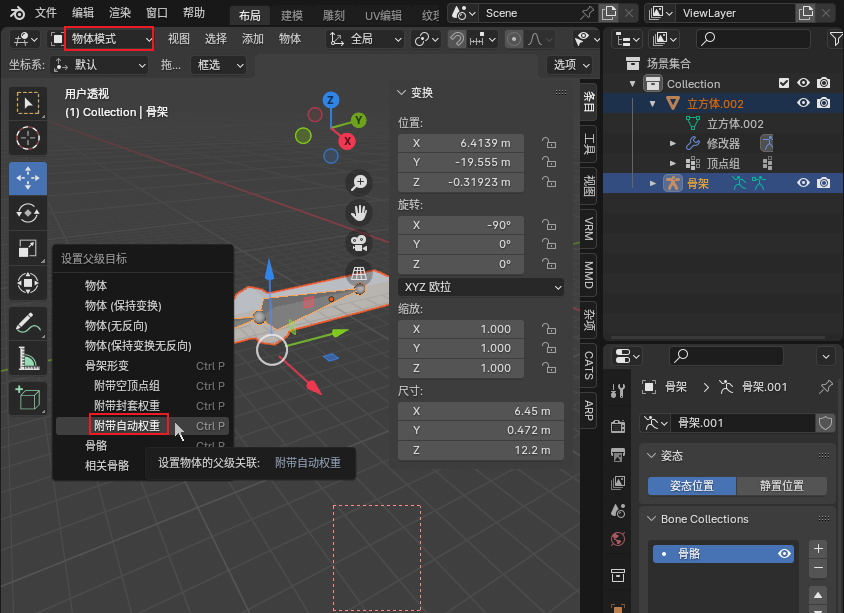 文件 编辑 渲染 窗口 帮助 布局 建模 雕刻 UV编辑 纹理 Scene ViewLayer
物体模式 视图 选择 添加 物体 全局
坐标系: 默认 拖... 框选 选项
用户透视
(1) Collection | 骨架
Z
Y
X
变换
位置:
X 6.4139 m
Y -19.555 m
Z -0.31923 m
旋转:
X -90°
Y 0°
Z 0°
XYZ 欧拉
缩放:
X 1.000
Y 1.000
Z 1.000
尺寸:
X 6.45 m
Y 0.472 m
Z 12.2 m
条目
工具
视图
VRM
MMD
杂项
CATS
ARP
设置父级目标
物体
物体 (保持变换)
物体(无反向)
物体(保持变换无反向)
骨架形变 Ctrl P
附带空顶点组 Ctrl P
附带封套权重 Ctrl P
附带自动权重 Ctrl P
骨骼 Ctrl P
相关骨骼
设置物体的父级关联: 附带自动权重
场景集合
Collection
立方体.002
立方体.002
修改器
顶点组
骨架
骨架 骨架.001
骨架.001
姿态
姿态位置 静置位置
Bone Collections
骨骼